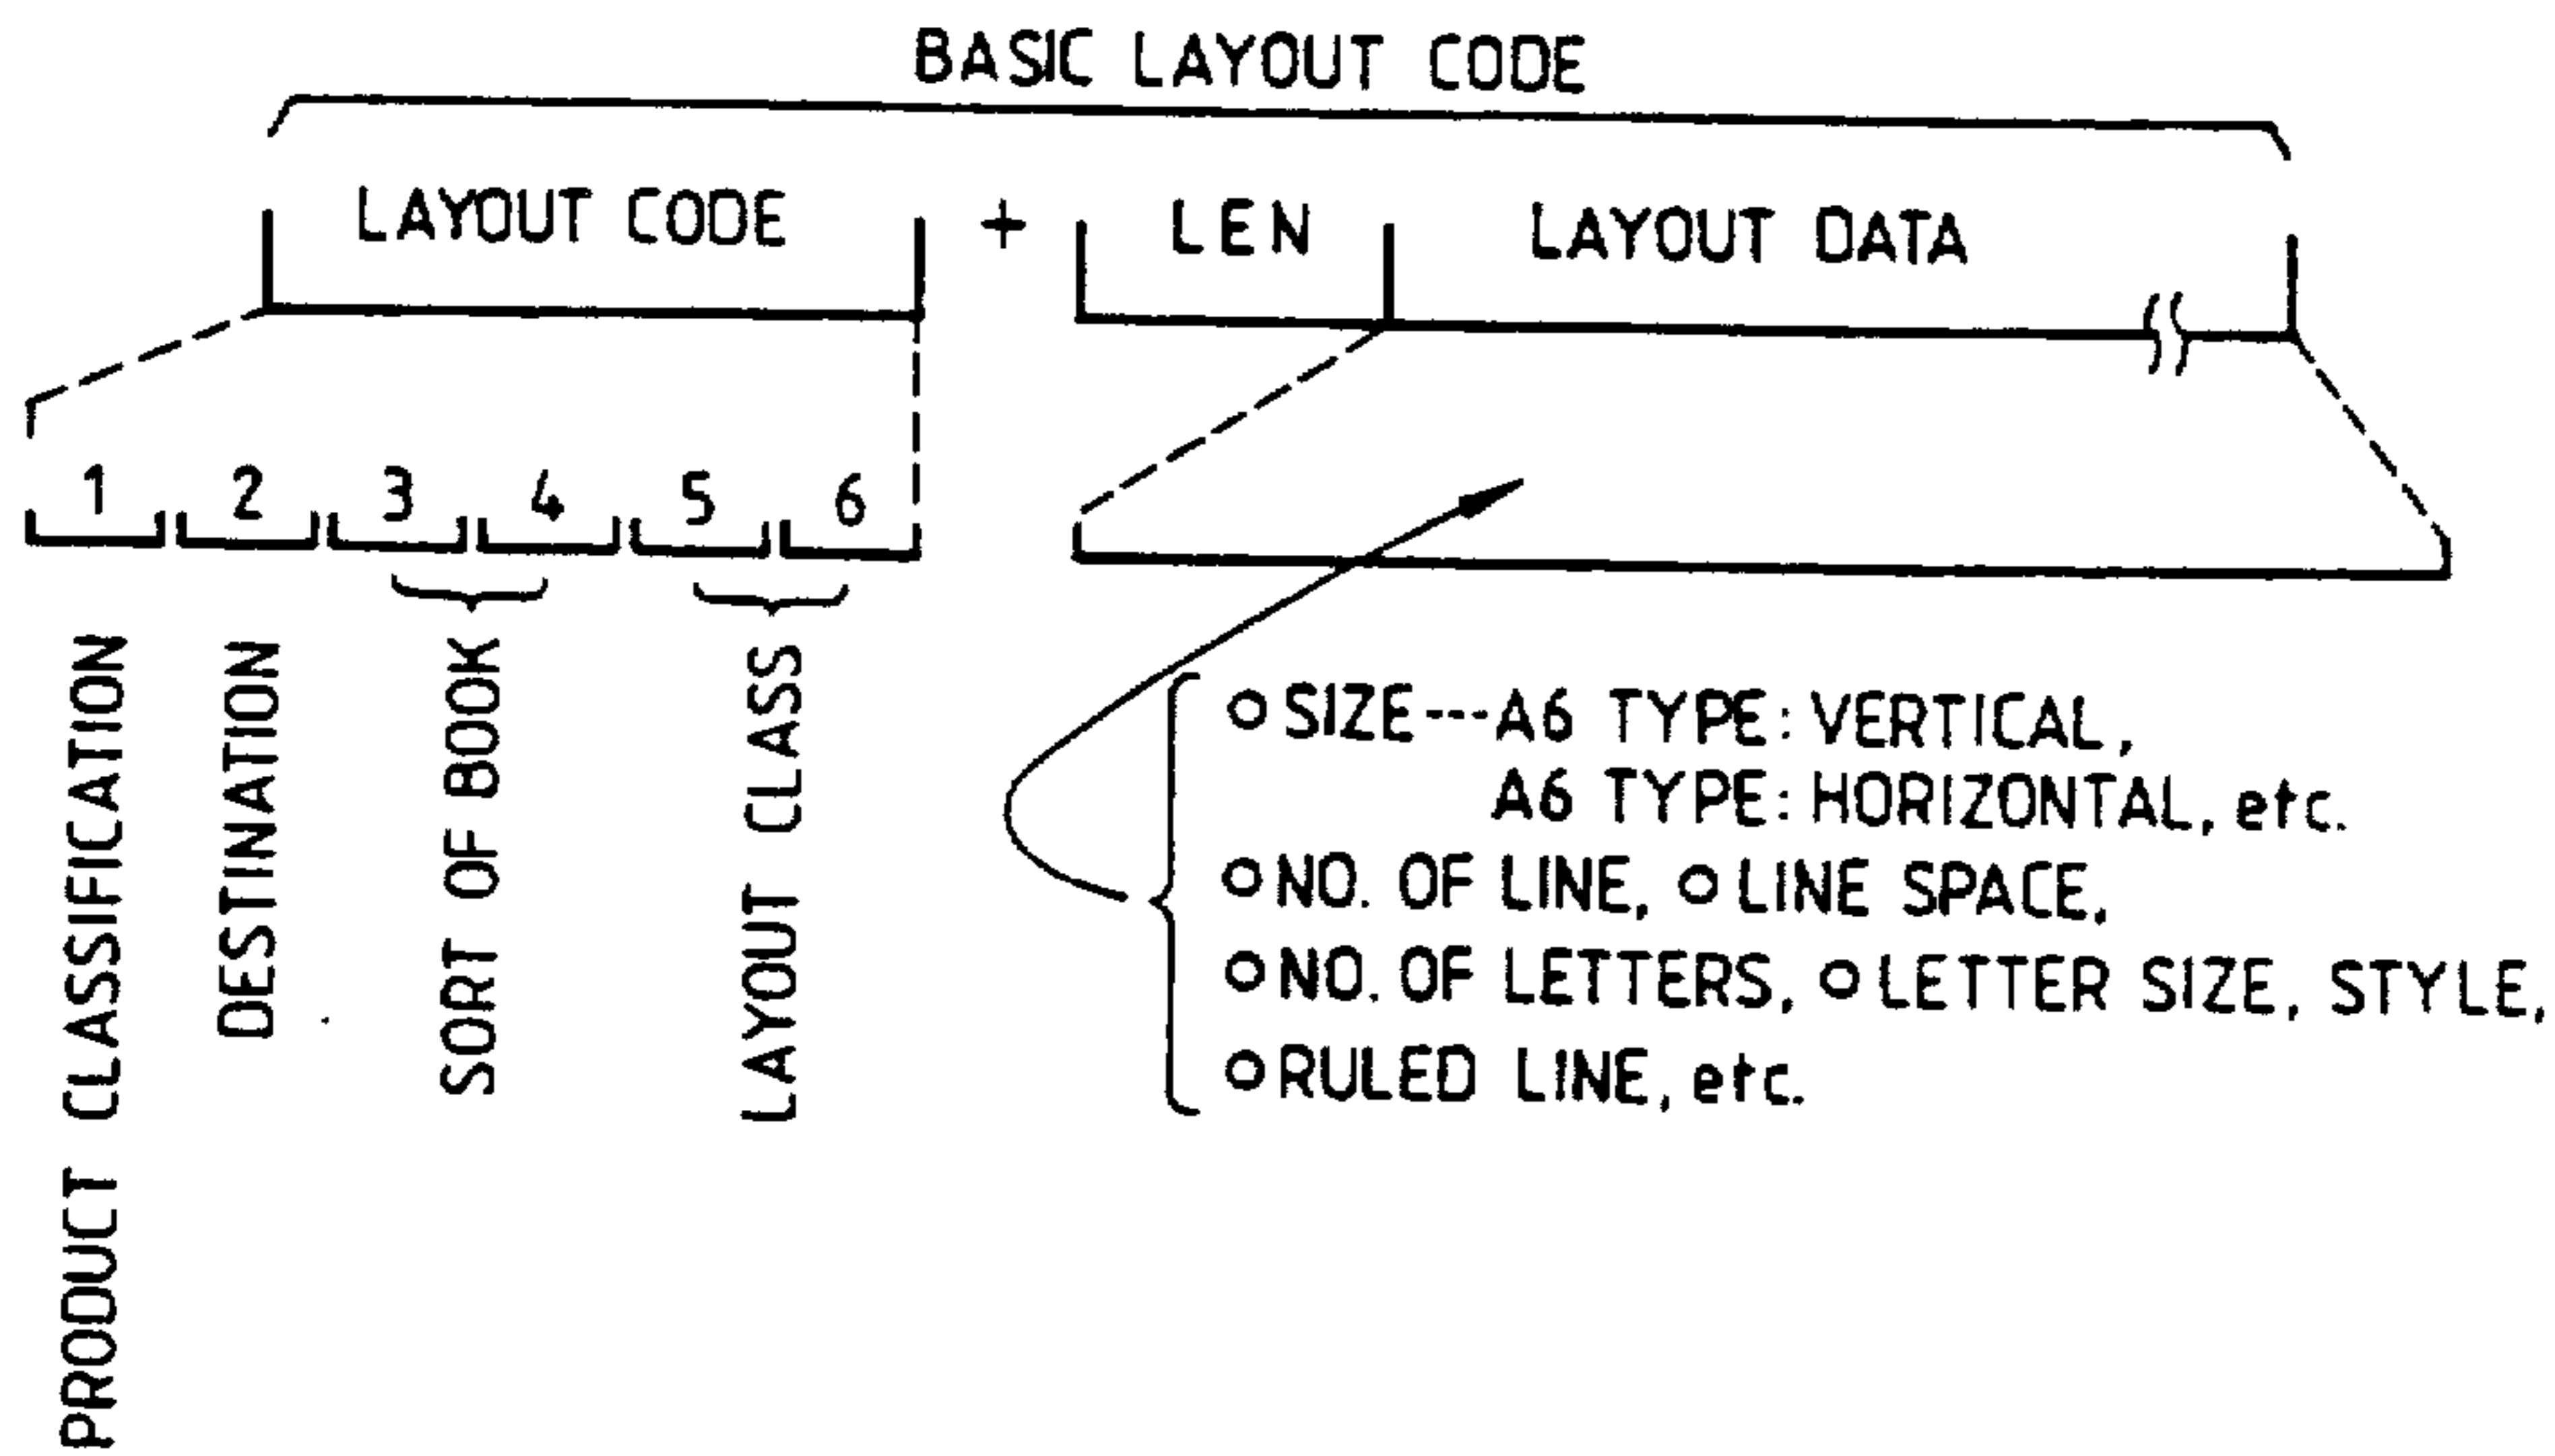 BASIC LAYOUT CODE
LAYOUT CODE + LEN LAYOUT DATA
1 2 3 4 5 6
PRODUCT CLASSIFICATION
DESTINATION
SORT OF BOOK
LAYOUT CLASS
○ SIZE---A6 TYPE: VERTICAL,
A6 TYPE: HORIZONTAL, etc.
○ NO. OF LINE, ○ LINE SPACE,
○ NO. OF LETTERS, ○ LETTER SIZE, STYLE,
○ RULED LINE, etc.